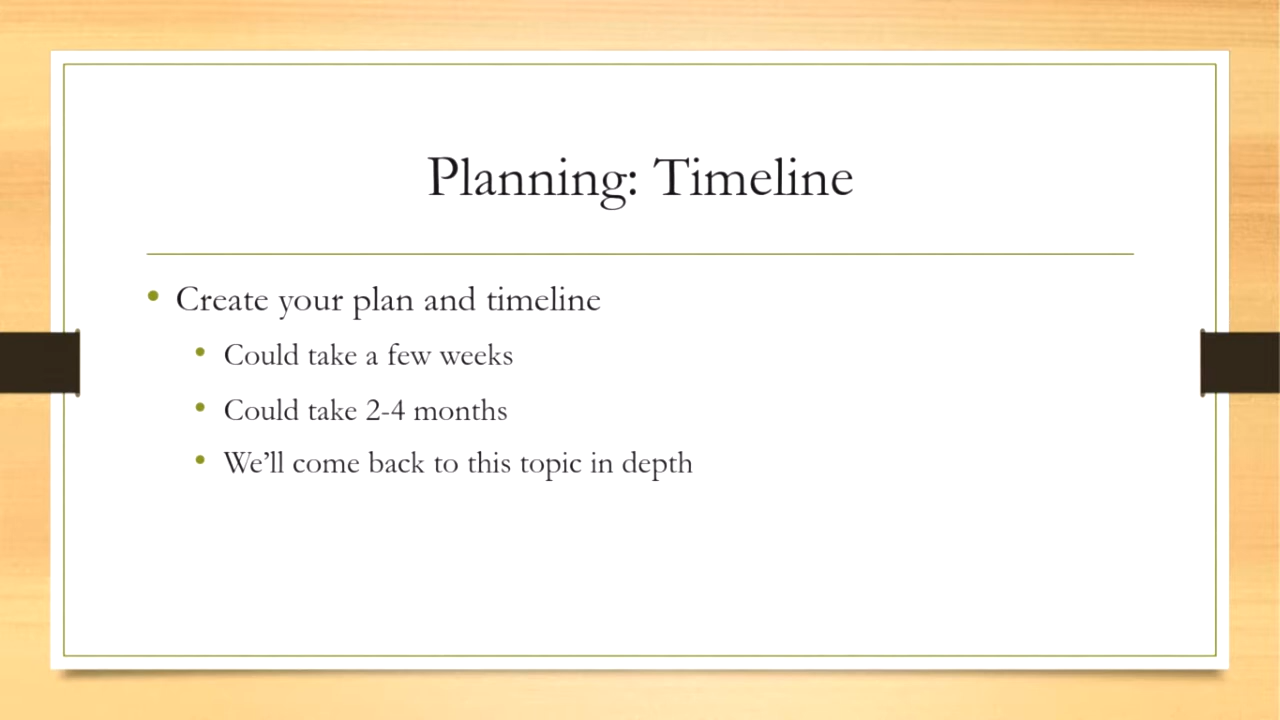 Planning: Timeline
Create your plan and timeline
Could take a few weeks
Could take 2-4 months
We’ll come back to this topic in depth